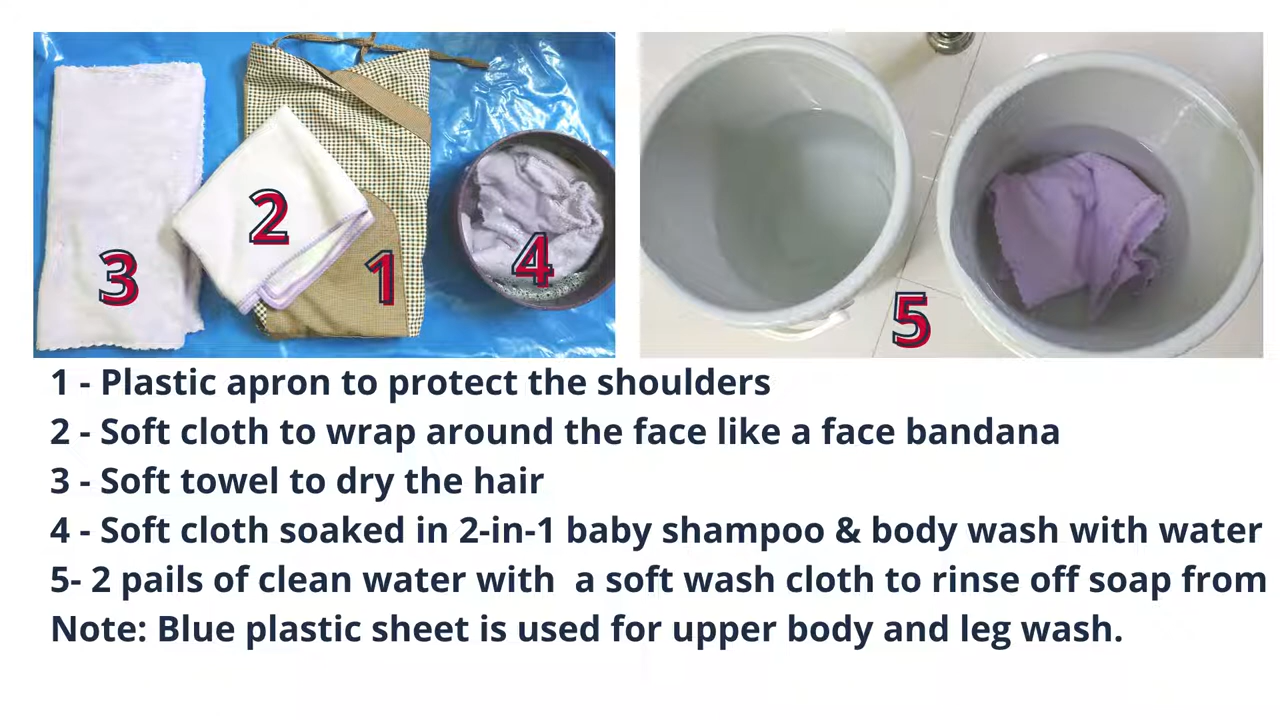 3
2
1
4
5
1 - Plastic apron to protect the shoulders
2 - Soft cloth to wrap around the face like a face bandana
3 - Soft towel to dry the hair
4 - Soft cloth soaked in 2-in-1 baby shampoo & body wash with water
5- 2 pails of clean water with  a soft wash cloth to rinse off soap from
Note: Blue plastic sheet is used for upper body and leg wash.